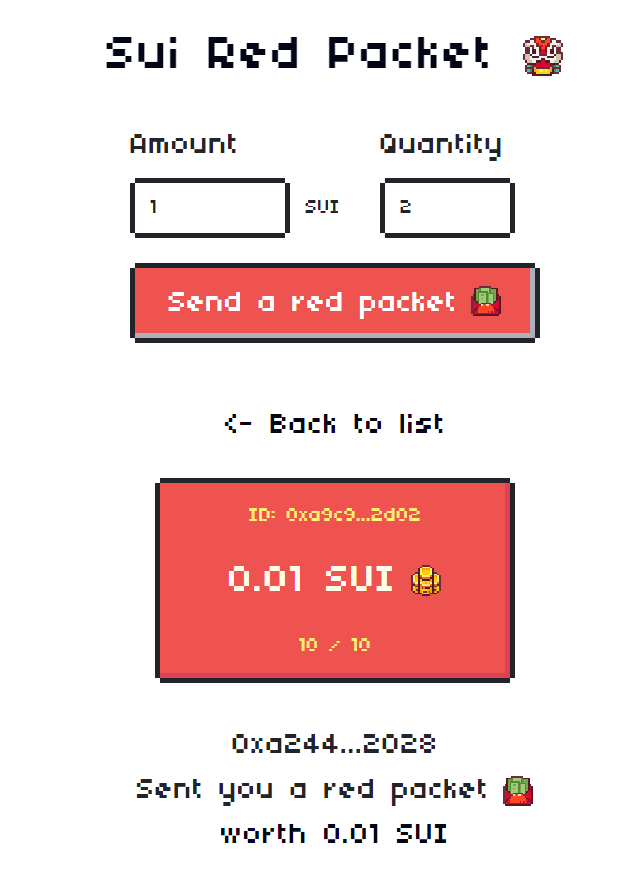 Sui Red Packet
Amount Quantity
1 SUI 2
Send a red packet
<- Back to list
ID: 0xa9c9...2d02
0.01 SUI
10 / 10
0xa244...2028
Sent you a red packet
worth 0.01 SUI